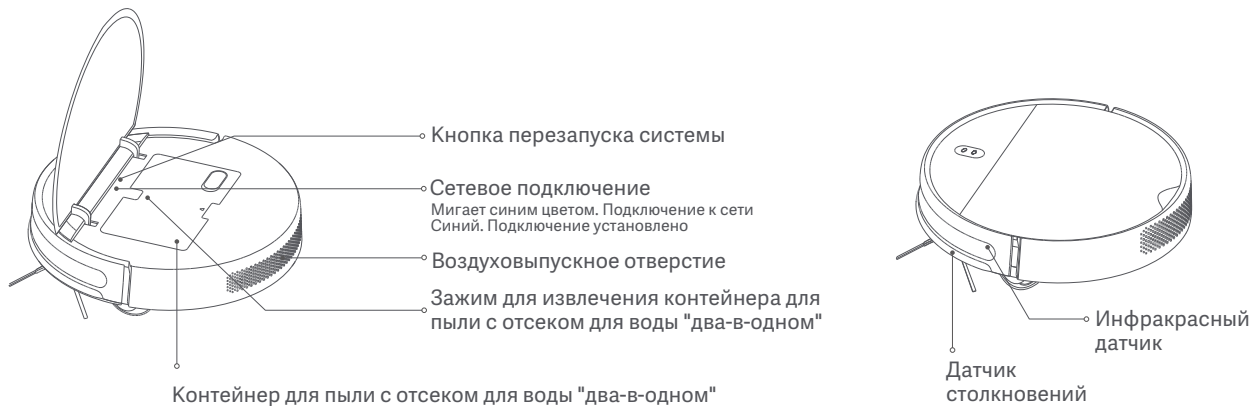 Кнопка перезапуска системы
Сетевое подключение
Мигает синим цветом. Подключение к сети
Синий. Подключение установлено
Воздуховыпускное отверстие
Зажим для извлечения контейнера для
пыли с отсеком для воды "два-в-одном"
Контейнер для пыли с отсеком для воды "два-в-одном"
Инфракрасный
датчик
Датчик
столкновений